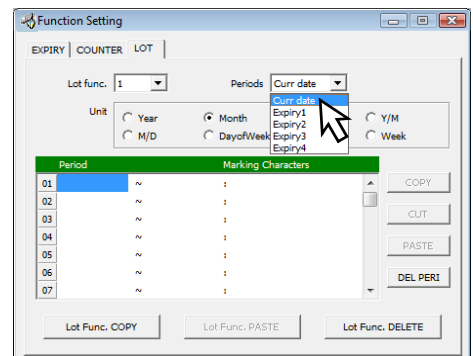 Function Setting
EXPIRY COUNTER LOT
Lot func. 1 Periods Curr date
Curr date
Expiry1
Expiry2
Expiry3
Expiry4
Unit Year Month Y/M
M/D DayofWeek Week
Period Marking Characters
01 ~ : COPY
02 ~ :
03 ~ : CUT
04 ~ :
05 ~ : PASTE
06 ~ :
07 ~ : DEL PERI
Lot Func. COPY Lot Func. PASTE Lot Func. DELETE